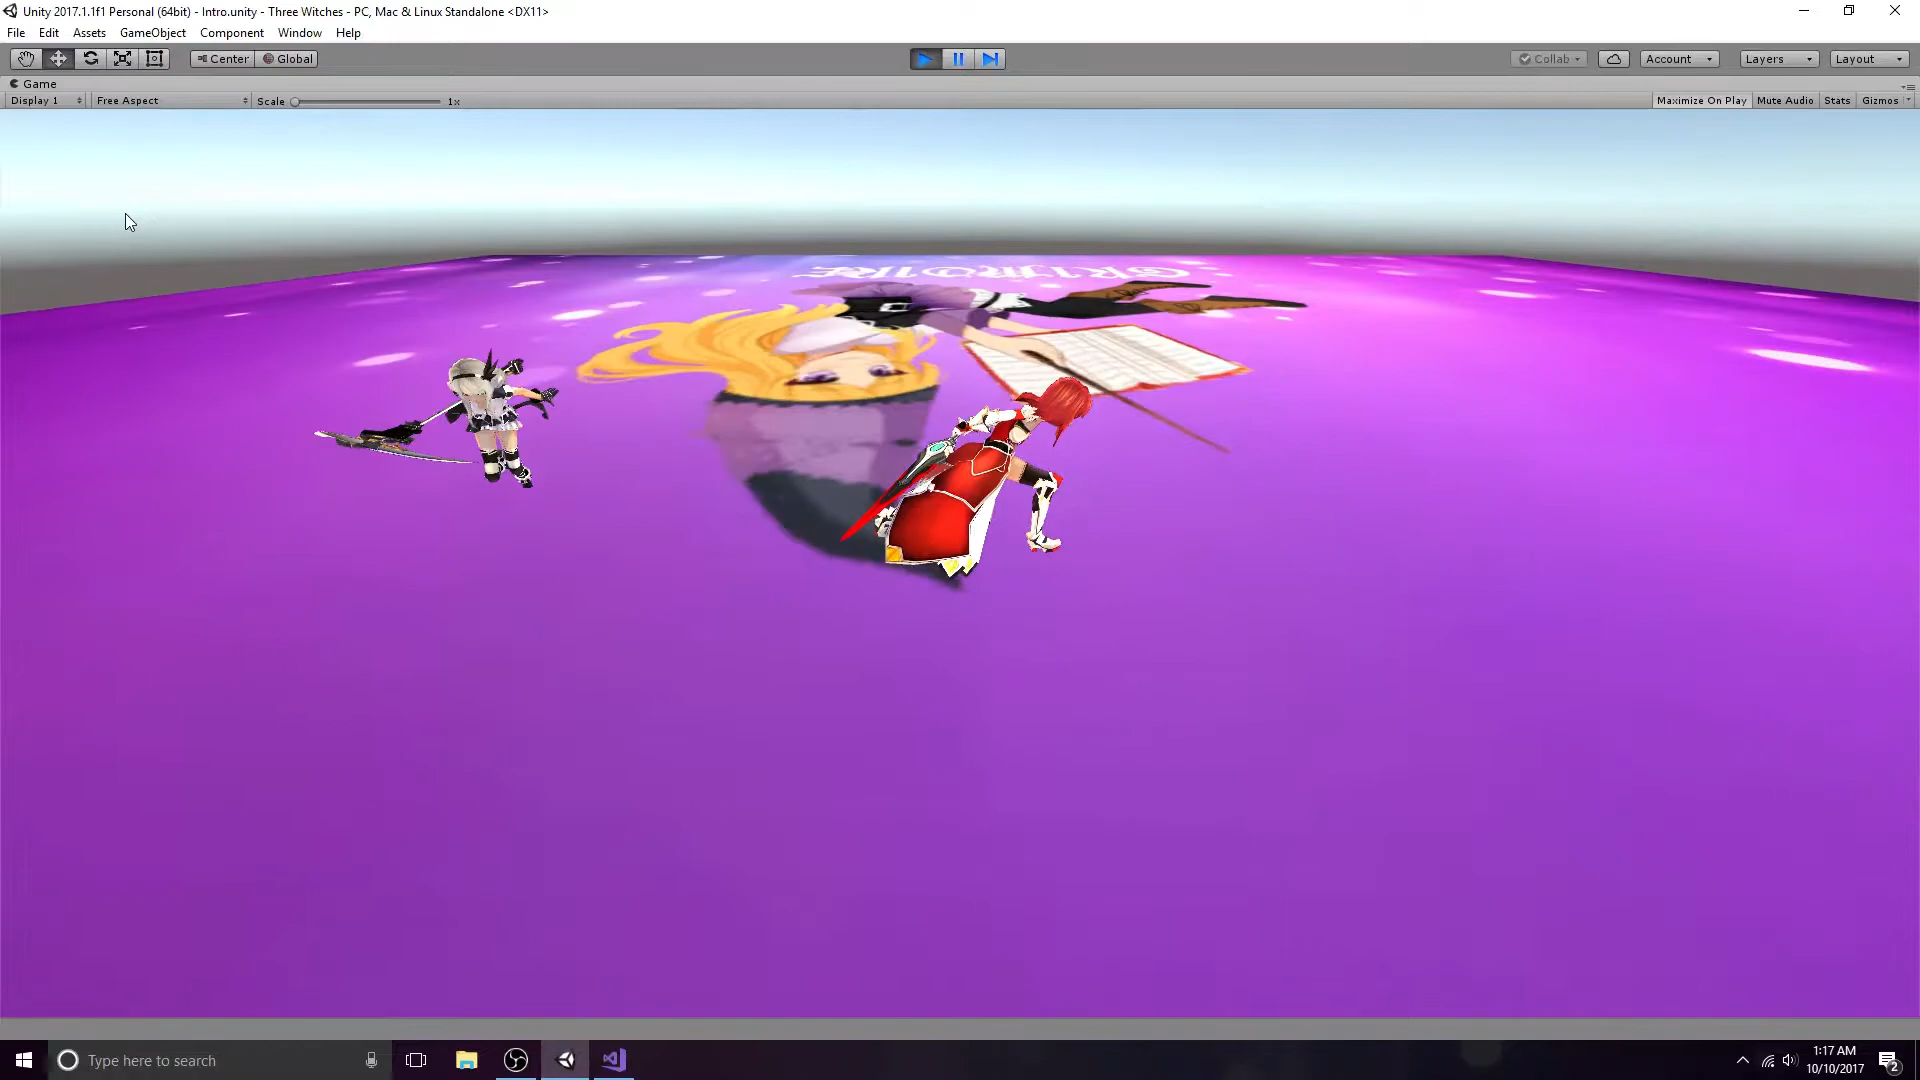 Unity 2017.1.1f1 Personal (64bit) - Intro.unity - Three Witches - PC, Mac & Linux Standalone <DX11>
File Edit Assets GameObject Component Window Help
Center Global Collab Account Layers Layout
Game
Display 1 Free Aspect Scale 1x Maximize On Play Mute Audio Stats Gizmos
GRIMOIRE
Type here to search
1:17 AM
10/10/2017
2